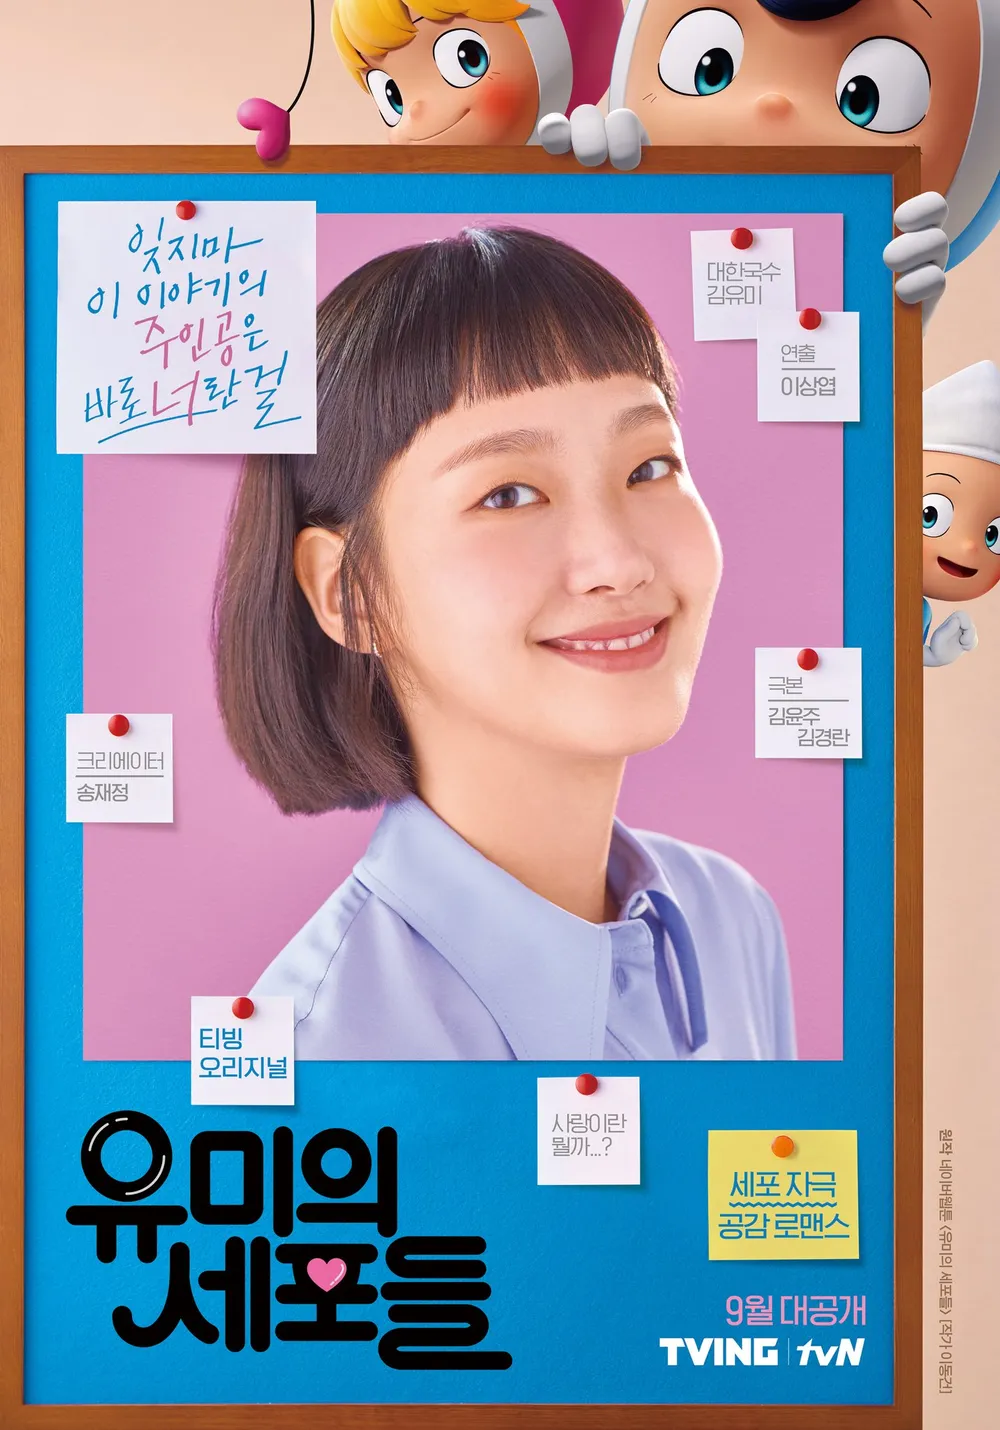 잊지마
이 이야기의
주인공은
바로 너란 걸
대한국수
김유미
연출
이상엽
극본
김윤주
김경란
크리에이터
송재정
티빙
오리지널
사랑이란
뭘까...?
세포 자극
공감 로맨스
유미의
세포들
9월 대공개
TVING | tvN
원작 네이버웹툰 <유미의 세포들> [작가 이동건]